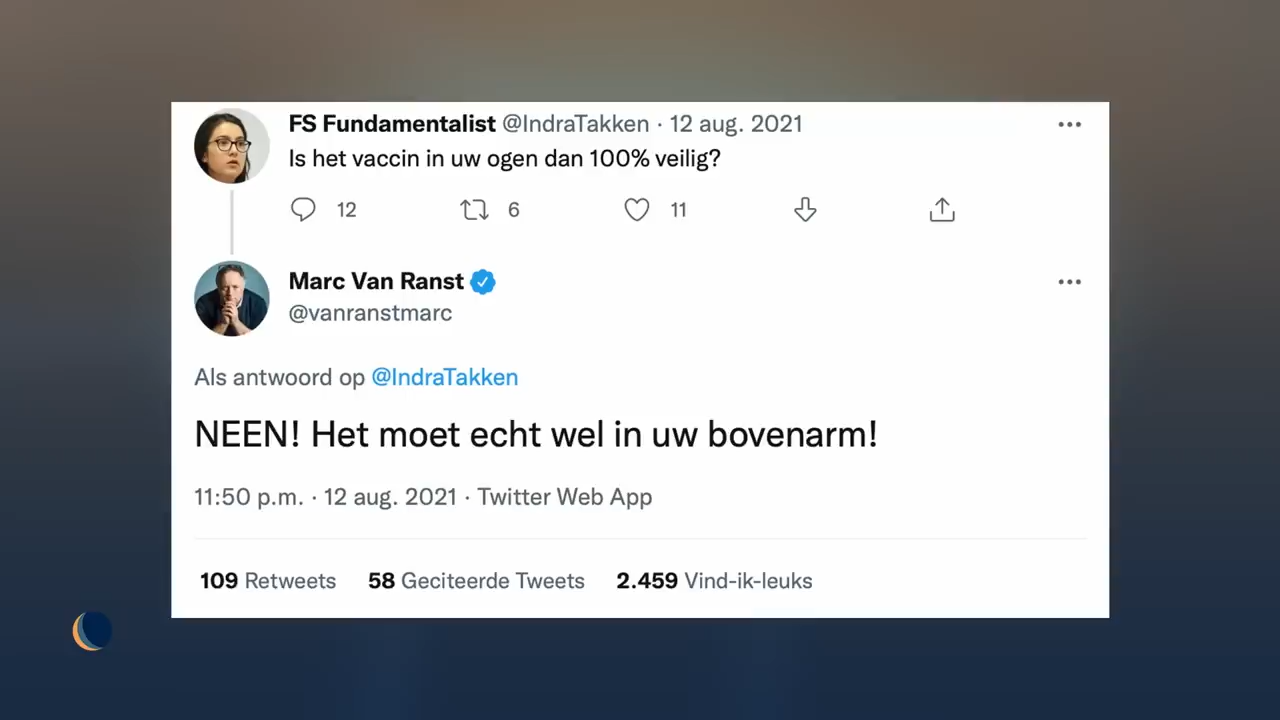 FS Fundamentalist @IndraTakken · 12 aug. 2021
Is het vaccin in uw ogen dan 100% veilig?
12 6 11
Marc Van Ranst
@vanranstmarc
Als antwoord op @IndraTakken
NEEN! Het moet echt wel in uw bovenarm!
11:50 p.m. · 12 aug. 2021 · Twitter Web App
109 Retweets 58 Geciteerde Tweets 2.459 Vind-ik-leuks